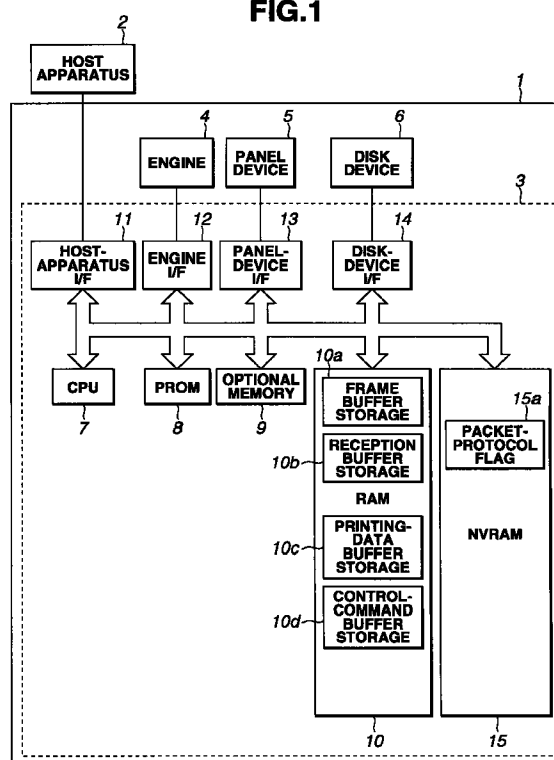 FIG.1
2
HOST
APPARATUS
1
4
5
6
ENGINE
PANEL
DEVICE
DISK
DEVICE
3
11
12
13
14
HOST-
APPARATUS
I/F
ENGINE
I/F
PANEL-
DEVICE
I/F
DISK-
DEVICE
I/F
CPU
7
PROM
8
OPTIONAL
MEMORY
9
10a
FRAME
BUFFER
STORAGE
10b
RECEPTION
BUFFER
STORAGE
RAM
10c
PRINTING-
DATA
BUFFER
STORAGE
10d
CONTROL-
COMMAND
BUFFER
STORAGE
10
15a
PACKET-
PROTOCOL
FLAG
NVRAM
15